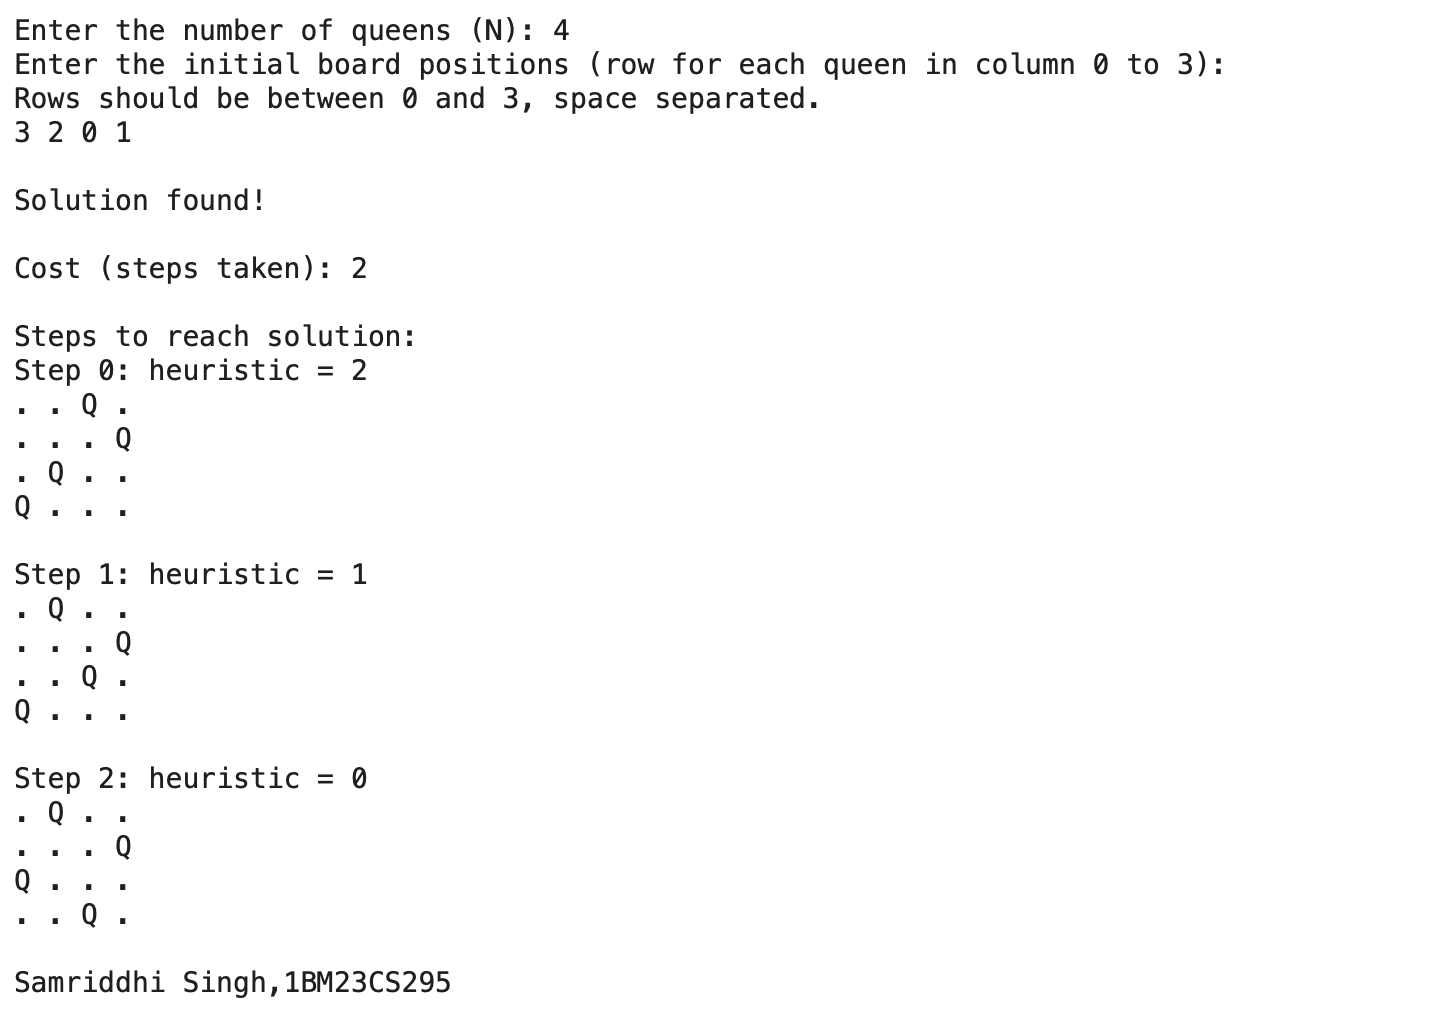 Enter the number of queens (N): 4
Enter the initial board positions (row for each queen in column 0 to 3):
Rows should be between 0 and 3, space separated.
3 2 0 1
Solution found!
Cost (steps taken): 2
Steps to reach solution:
Step 0: heuristic = 2
. . Q .
. . . Q
. Q . .
Q . . .
Step 1: heuristic = 1
. Q . .
. . . Q
. . Q .
Q . . .
Step 2: heuristic = 0
. Q . .
. . . Q
Q . . .
. . Q .
Samriddhi Singh,1BM23CS295